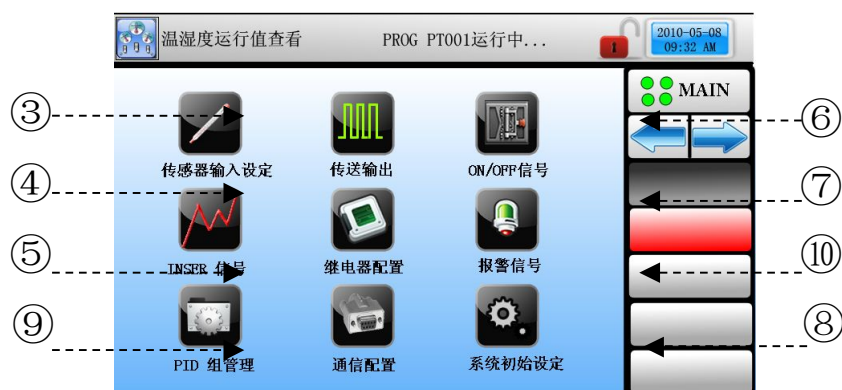 温湿度运行值查看 PROG PT001运行中... 1 2010-05-08
09:32 AM
MAIN
③ ⑥
传感器输入设定 传送输出 ON/OFF信号
④ ⑦
INSER 信号 继电器配置 报警信号
⑤ ⑩
⑨ ⑧
PID 组管理 通信配置 系统初始设定